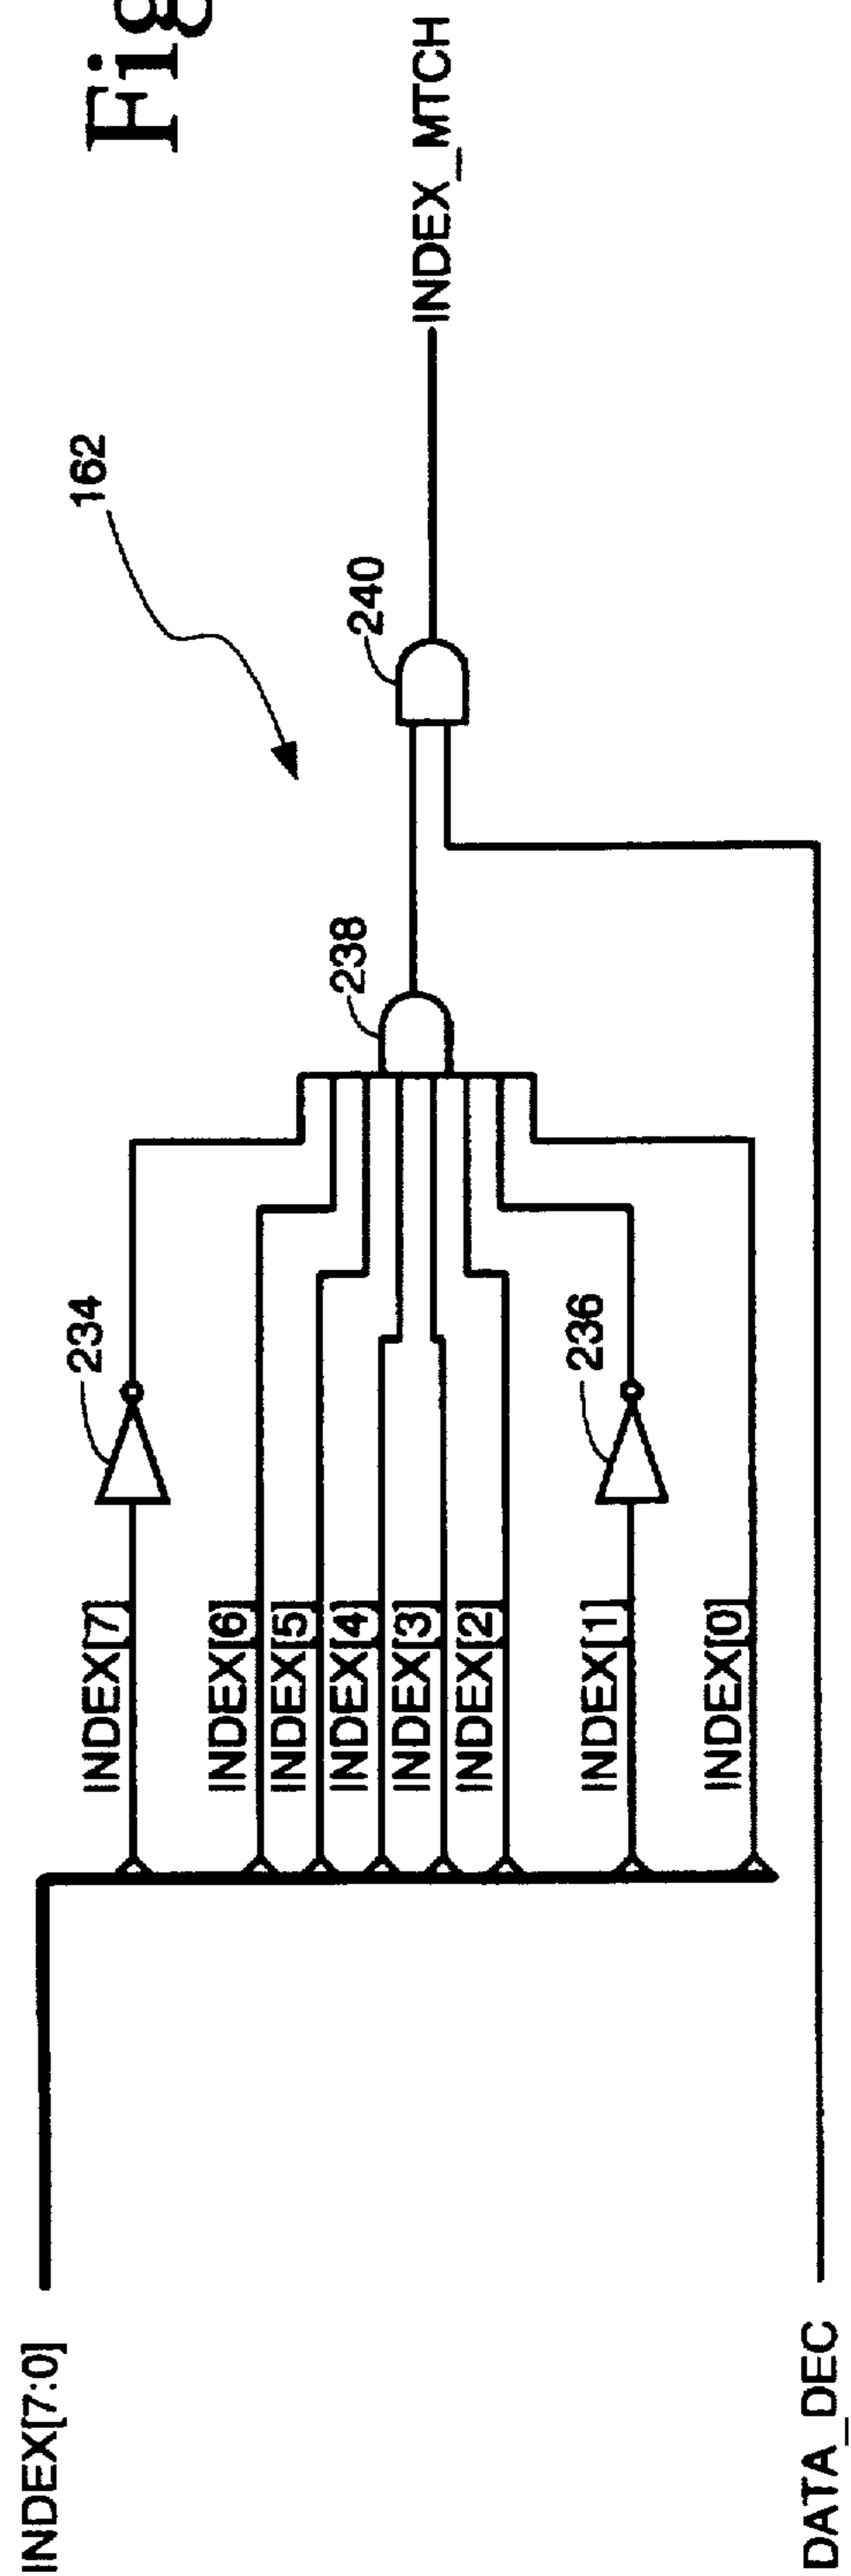 Fig
162
INDEX[7:0]
INDEX[7]
234
INDEX[6]
INDEX[5]
INDEX[4]
INDEX[3]
INDEX[2]
INDEX[1]
236
INDEX[0]
238
240
INDEX_MTCH
DATA_DEC